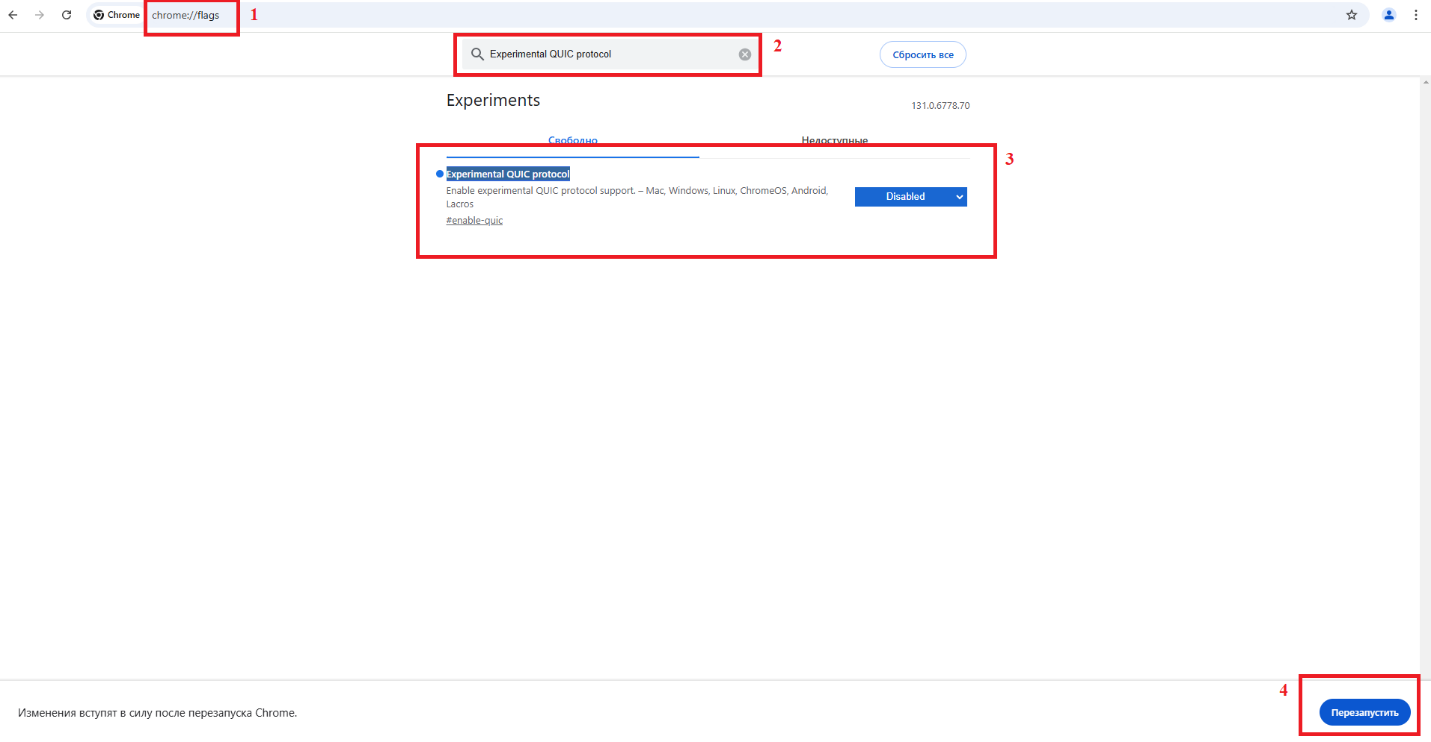 Chrome chrome://flags 1
Experimental QUIC protocol 2 Сбросить все
Experiments 131.0.6778.70
Свободно Недоступные
3
Experimental QUIC protocol
Enable experimental QUIC protocol support. – Mac, Windows, Linux, ChromeOS, Android,
Lacros
#enable-quic
Disabled
4
Изменения вступят в силу после перезапуска Chrome. Перезапустить